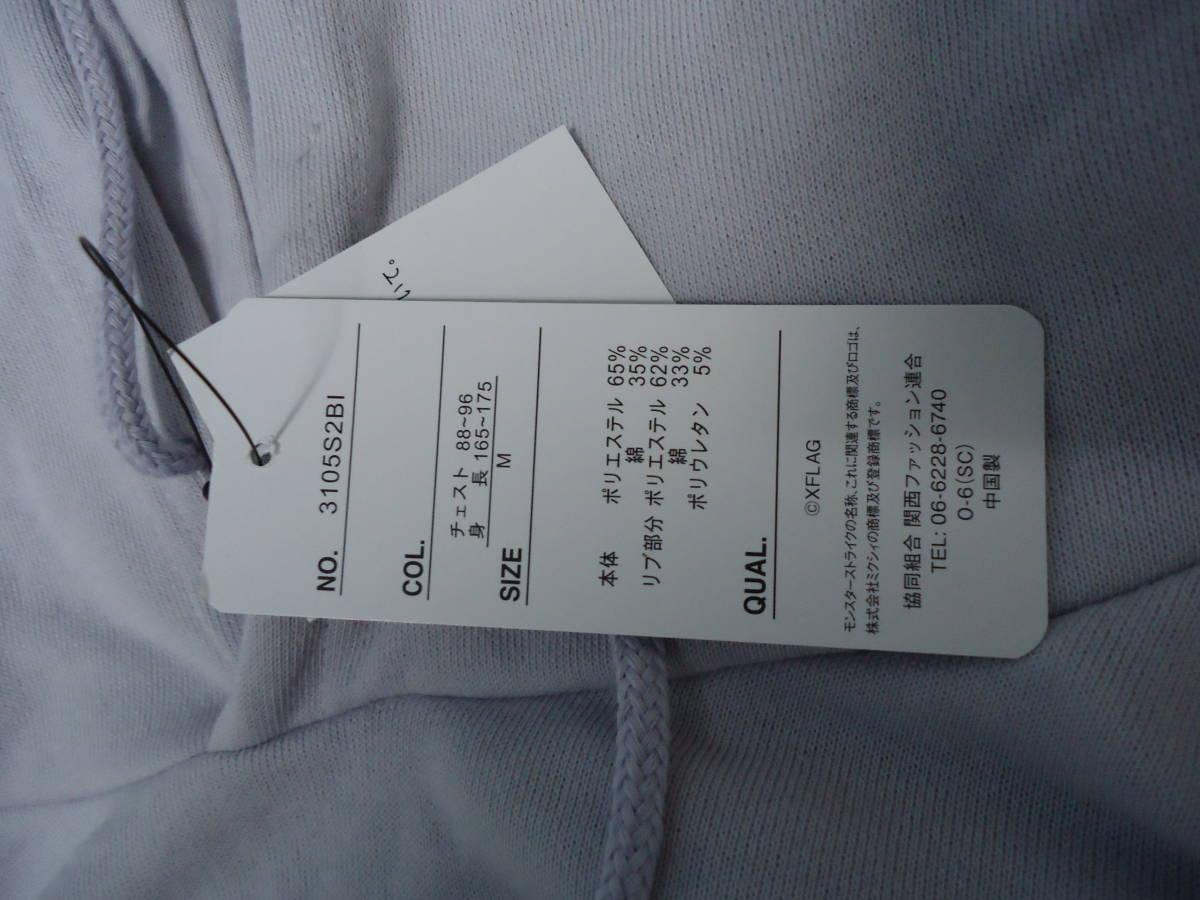 NO. 3105S2BI
COL.
チェスト 88~96
身 長 165~175
SIZE M
本体 ポリエステル 65%
綿 35%
リブ部分 ポリエステル 62%
綿 33%
ポリウレタン 5%
QUAL.
©XFLAG
モンスターストライクの名称、これに関連する商標及びロゴは、
株式会社ミクシィの商標及び登録商標です。
協同組合 関西ファッション連合
TEL: 06-6228-6740
O-6(SC)
中国製